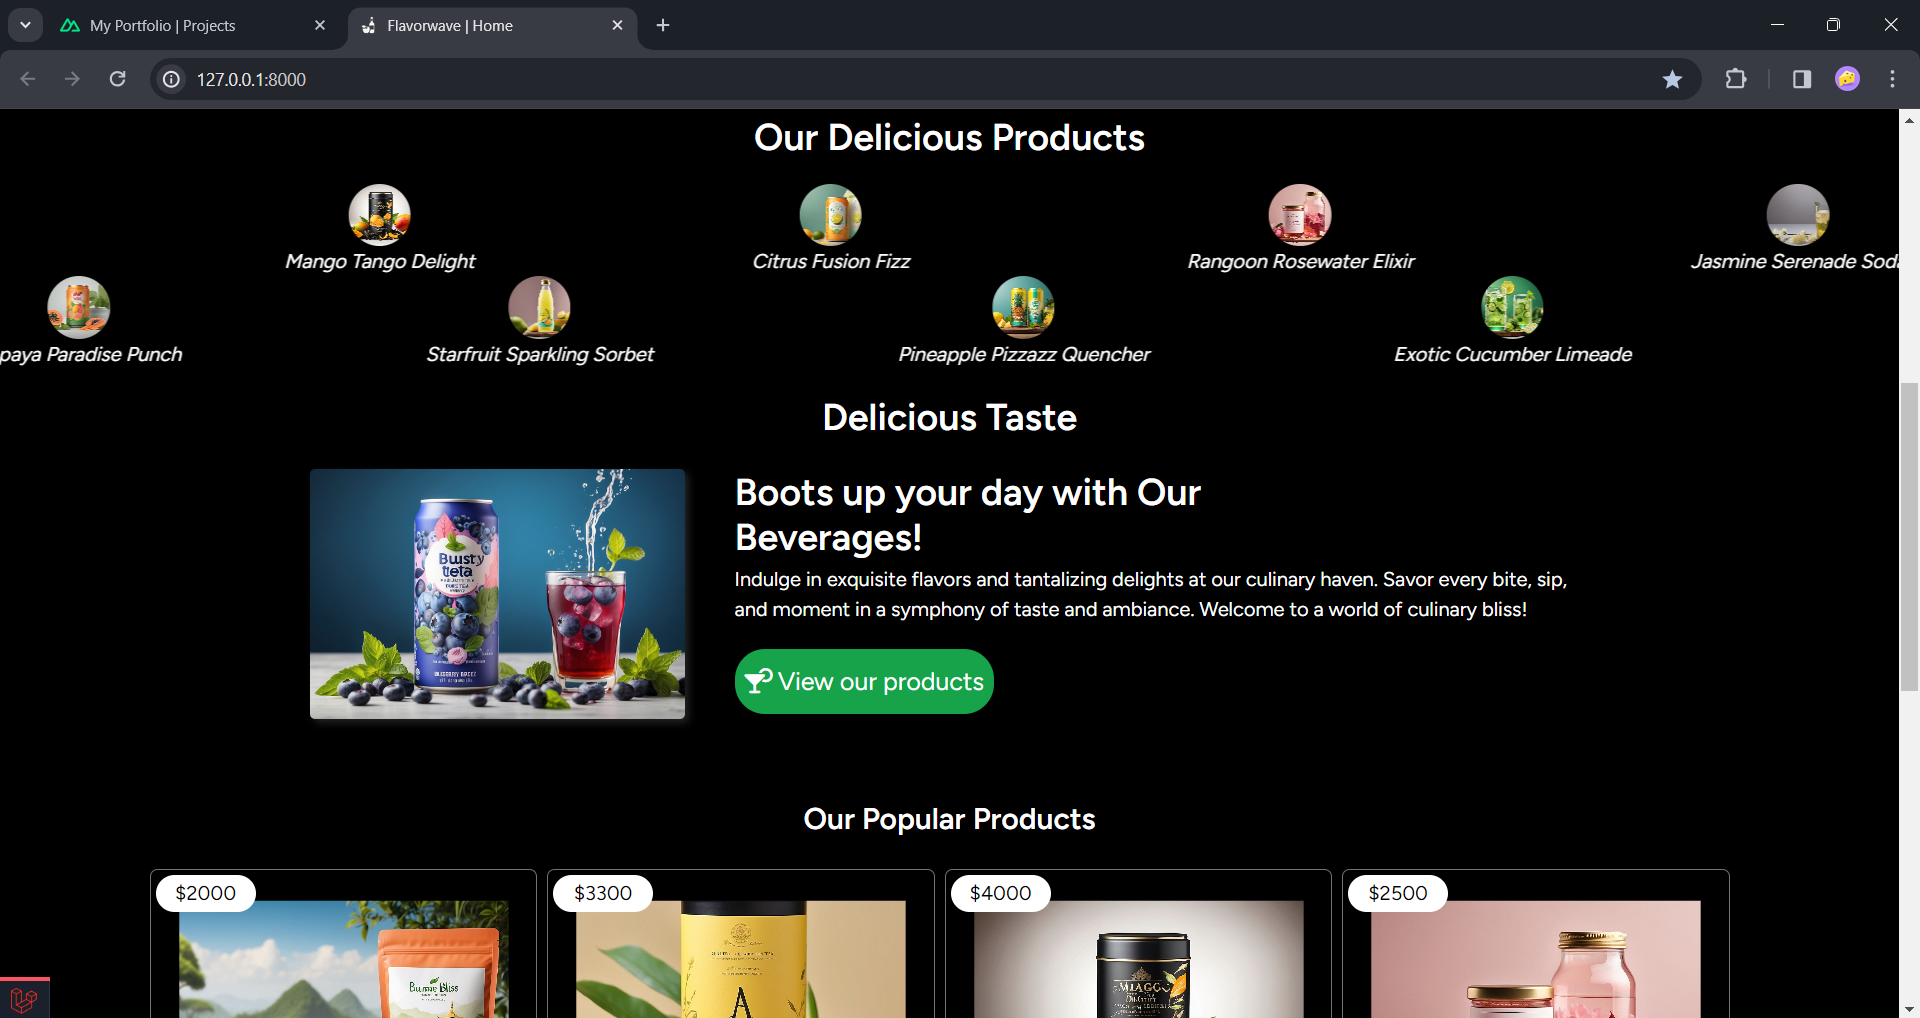 My Portfolio | Projects
Flavorwave | Home
127.0.0.1:8000
Our Delicious Products
Mango Tango Delight
Citrus Fusion Fizz
Rangoon Rosewater Elixir
Jasmine Serenade Soda
paya Paradise Punch
Starfruit Sparkling Sorbet
Pineapple Pizzazz Quencher
Exotic Cucumber Limeade
Delicious Taste
Boots up your day with Our
Beverages!
Indulge in exquisite flavors and tantalizing delights at our culinary haven. Savor every bite, sip,
and moment in a symphony of taste and ambiance. Welcome to a world of culinary bliss!
Busty
View our products
Our Popular Products
$2000
$3300
$4000
$2500
Bliss
A